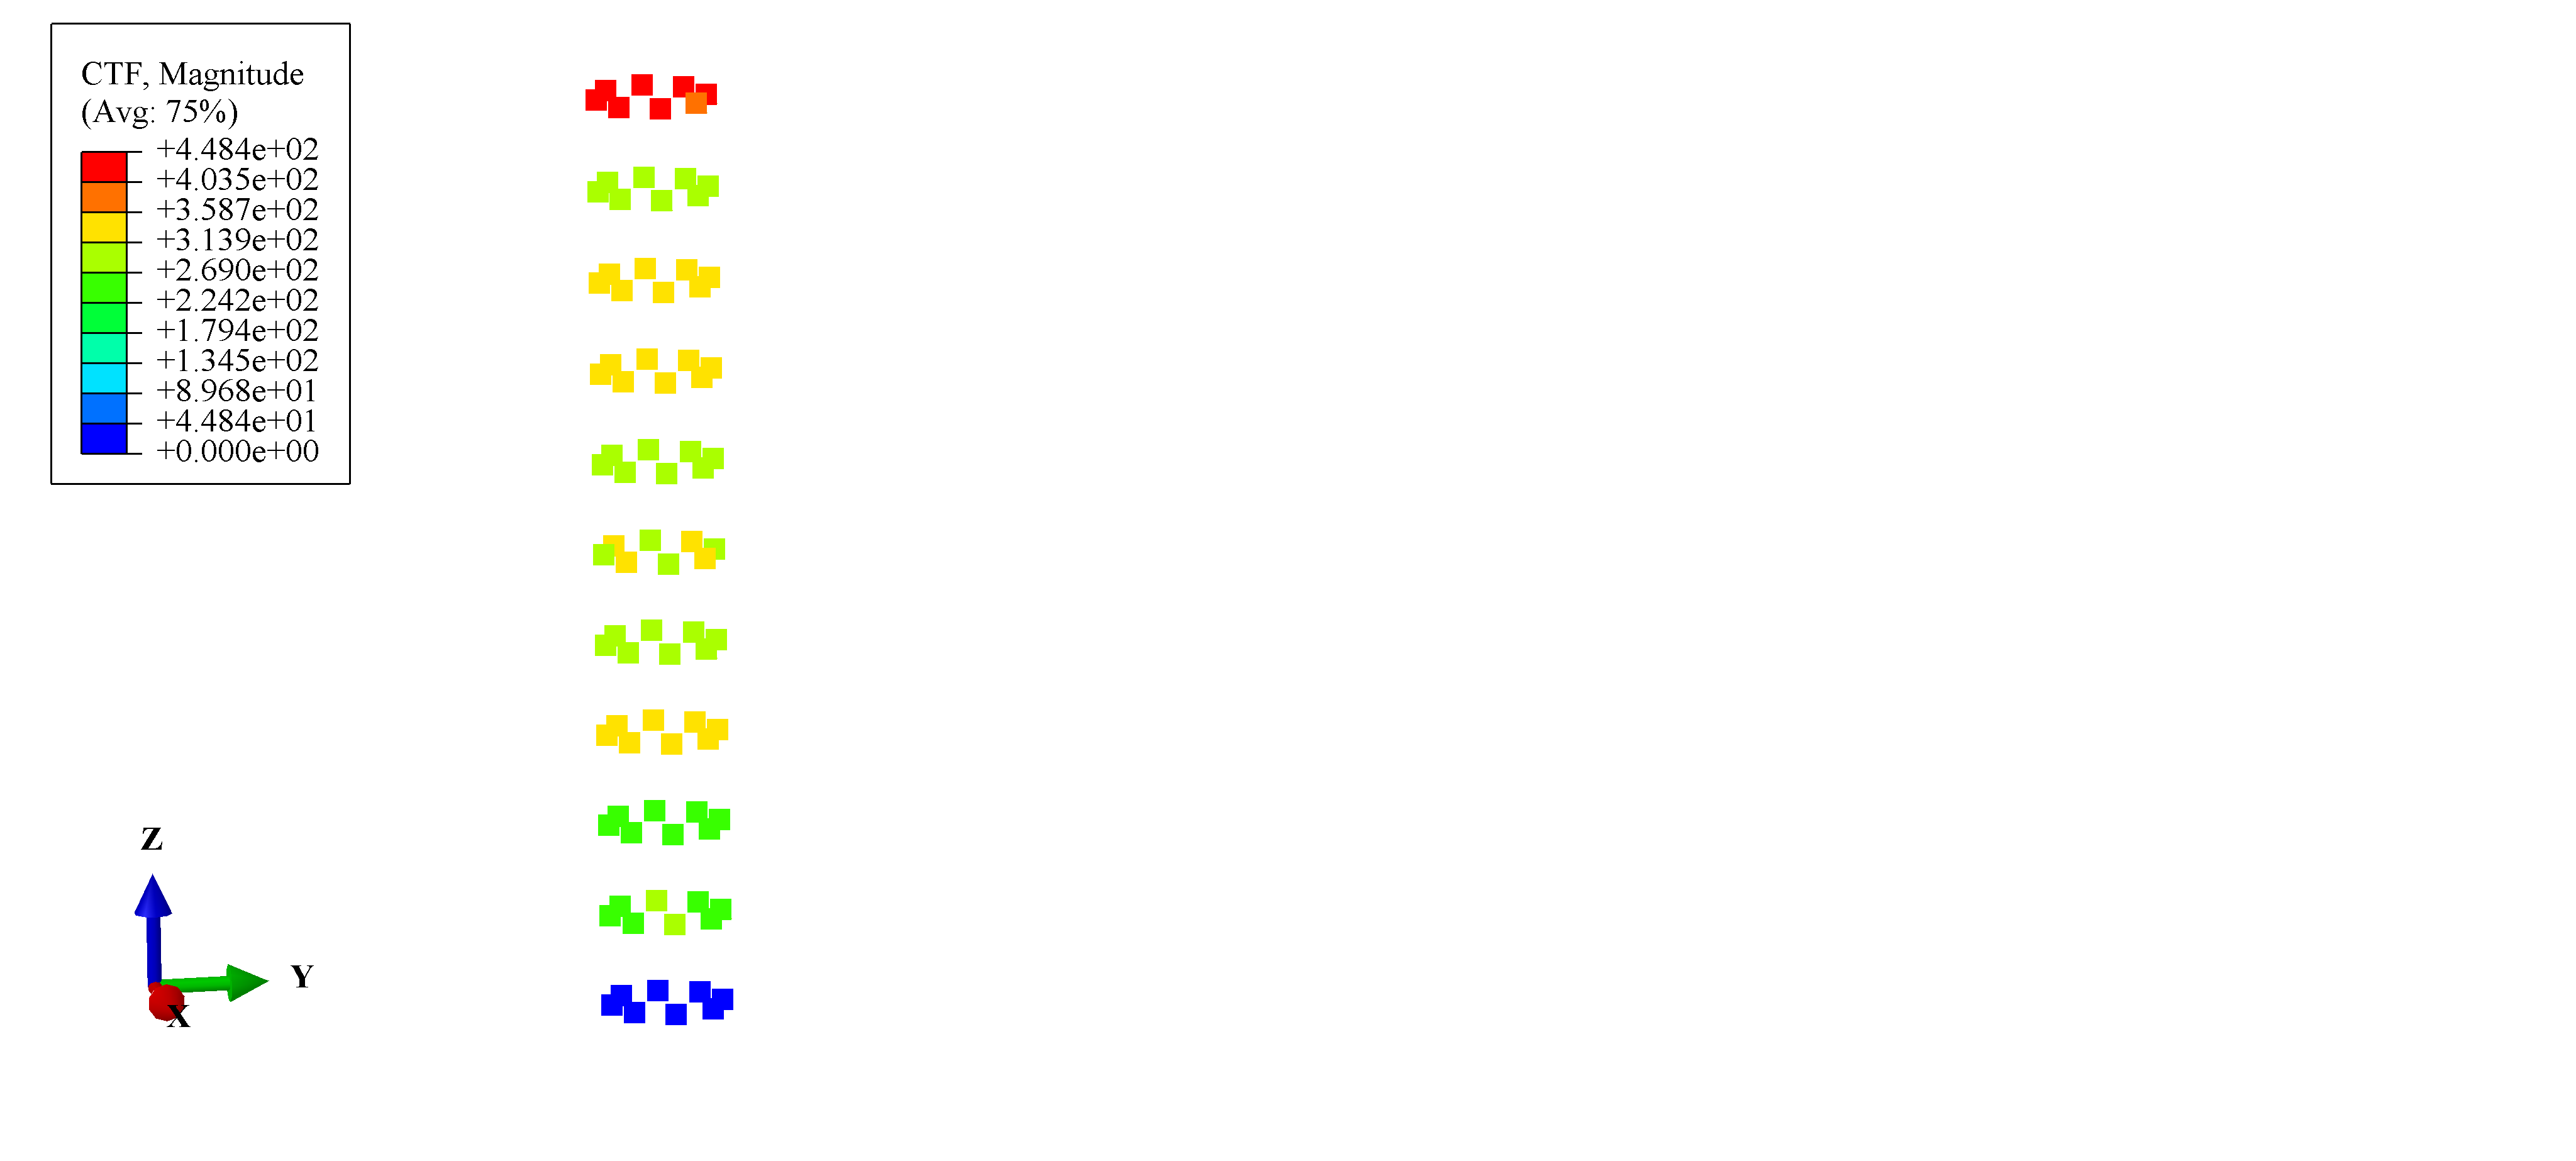 CTF, Magnitude
(Avg: 75%)
+4.484e+02
+4.035e+02
+3.587e+02
+3.139e+02
+2.690e+02
+2.242e+02
+1.794e+02
+1.345e+02
+8.968e+01
+4.484e+01
+0.000e+00
Z
Y
X